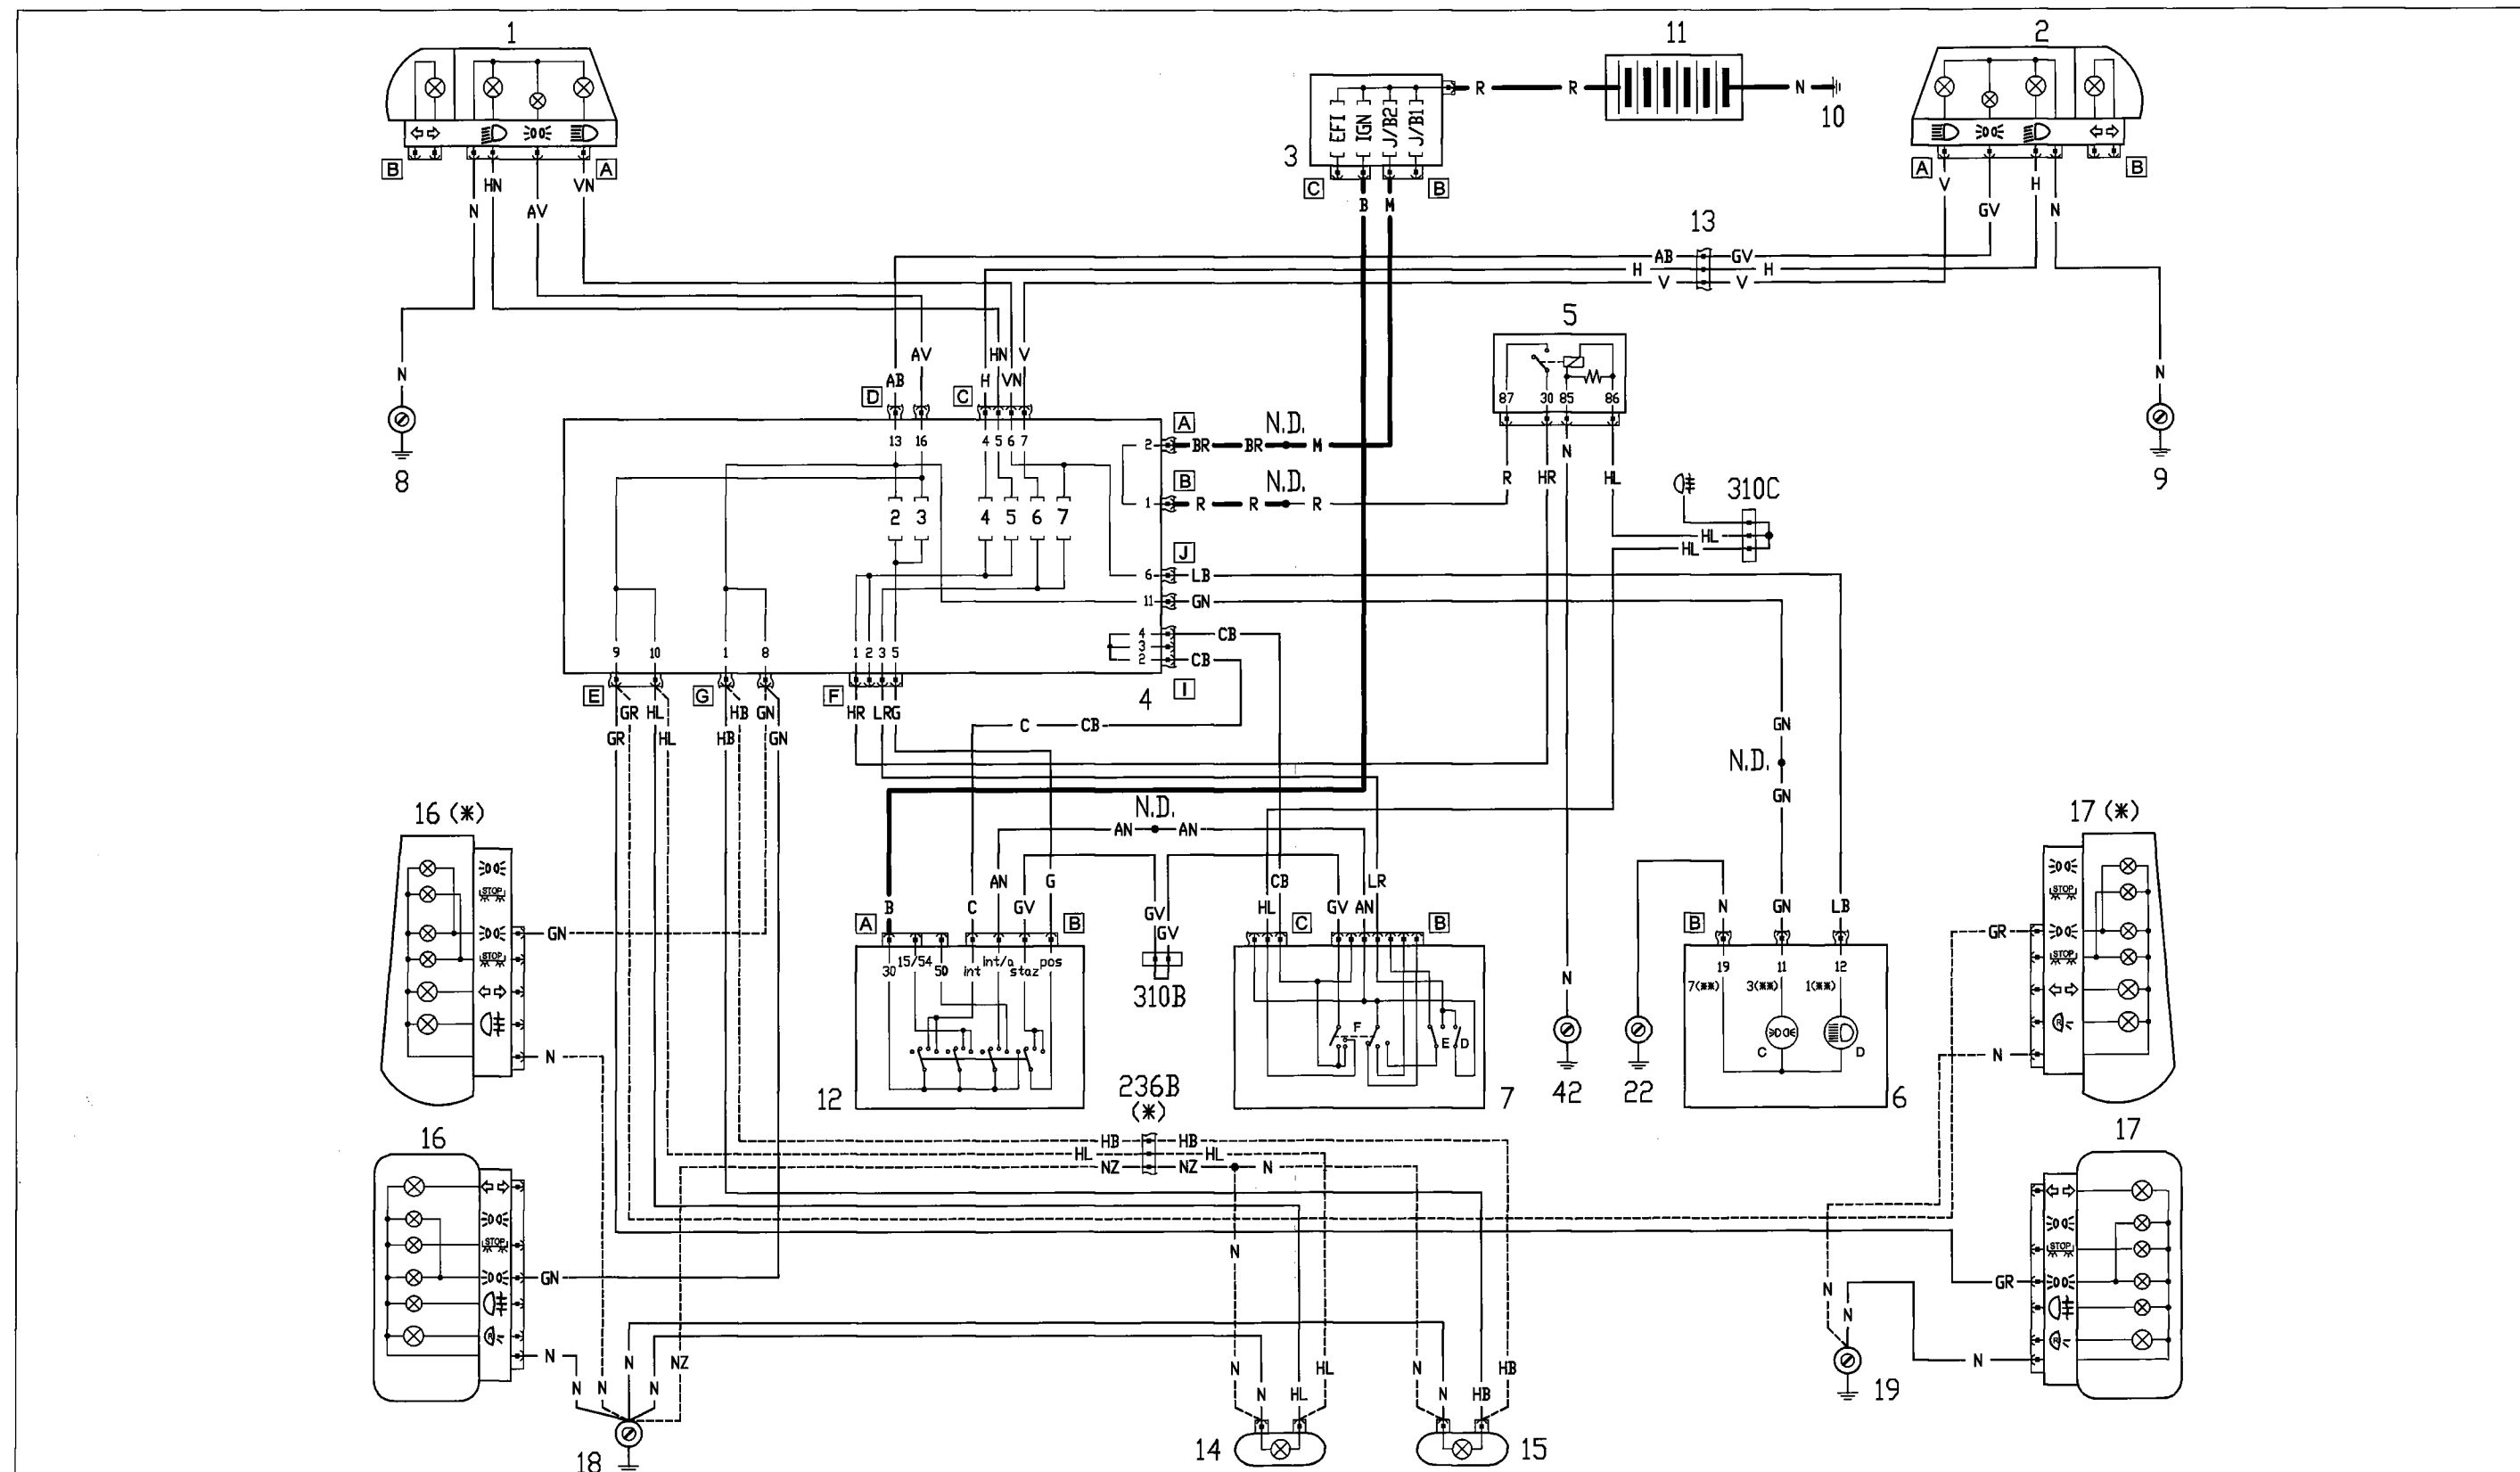 1
11
2
3
EFI
IGN
J/B2
J/B1
R
R
N
10
B
A
C
B
A
B
HN
VN
N
AV
B
M
V
H
GV
N
13
AB
GV
H
H
V
V
5
AV
HN
V
N
AB
H
VN
N
D
C
87
30
85
86
8
9
13
16
4
5
6
7
A
2
BR
BR
N.D.
M
N
B
1
R
R
N.D.
R
R
HR
HL
310C
2
3
4
5
6
7
HL
HL
J
6
LB
11
GN
4
3
2
CB
CB
9
10
1
8
1
2
3
5
E
G
F
4
I
GR
HL
HB
GN
HR
LR
G
GR
HL
HB
GN
C
CB
GN
N.D.
GN
16 (*)
N.D.
17 (*)
AN
AN
STOP
STOP
AN
G
CB
LR
B
C
GV
GV
GV
HL
GV
AN
N
GN
LB
A
B
C
B
B
GN
GR
STOP
STOP
30
15/54
50
int
int/a
staz
pos
310B
N
19
11
12
7(**)
3(**)
1(**)
F
E
D
C
D
R
N
N
12
236B
(*)
7
42
22
6
16
17
HB
HB
HL
HL
NZ
NZ
N
STOP
GN
R
N
N
STOP
GR
R
N
N
N
N
NZ
N
N
N
N
HL
N
HB
N
HL
N
HB
18
14
15
19